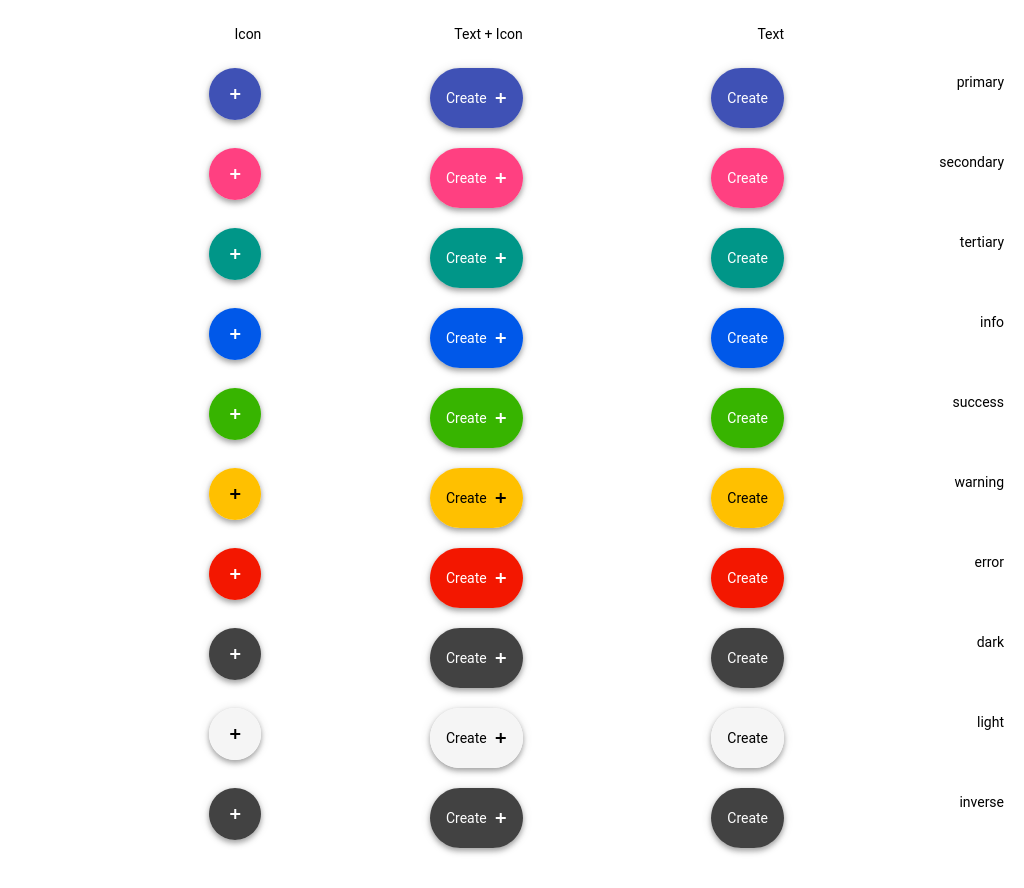 Icon Text + Icon Text
+ Create + Create primary
+ Create + Create secondary
+ Create + Create tertiary
+ Create + Create info
+ Create + Create success
+ Create + Create warning
+ Create + Create error
+ Create + Create dark
+ Create + Create light
+ Create + Create inverse